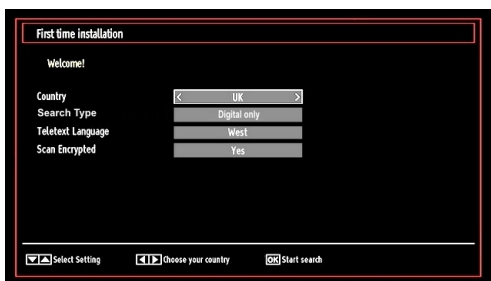 First time installation
Welcome!
Country < UK >
Search Type Digital only
Teletext Language West
Scan Encrypted Yes
Select Setting Choose your country OK Start search